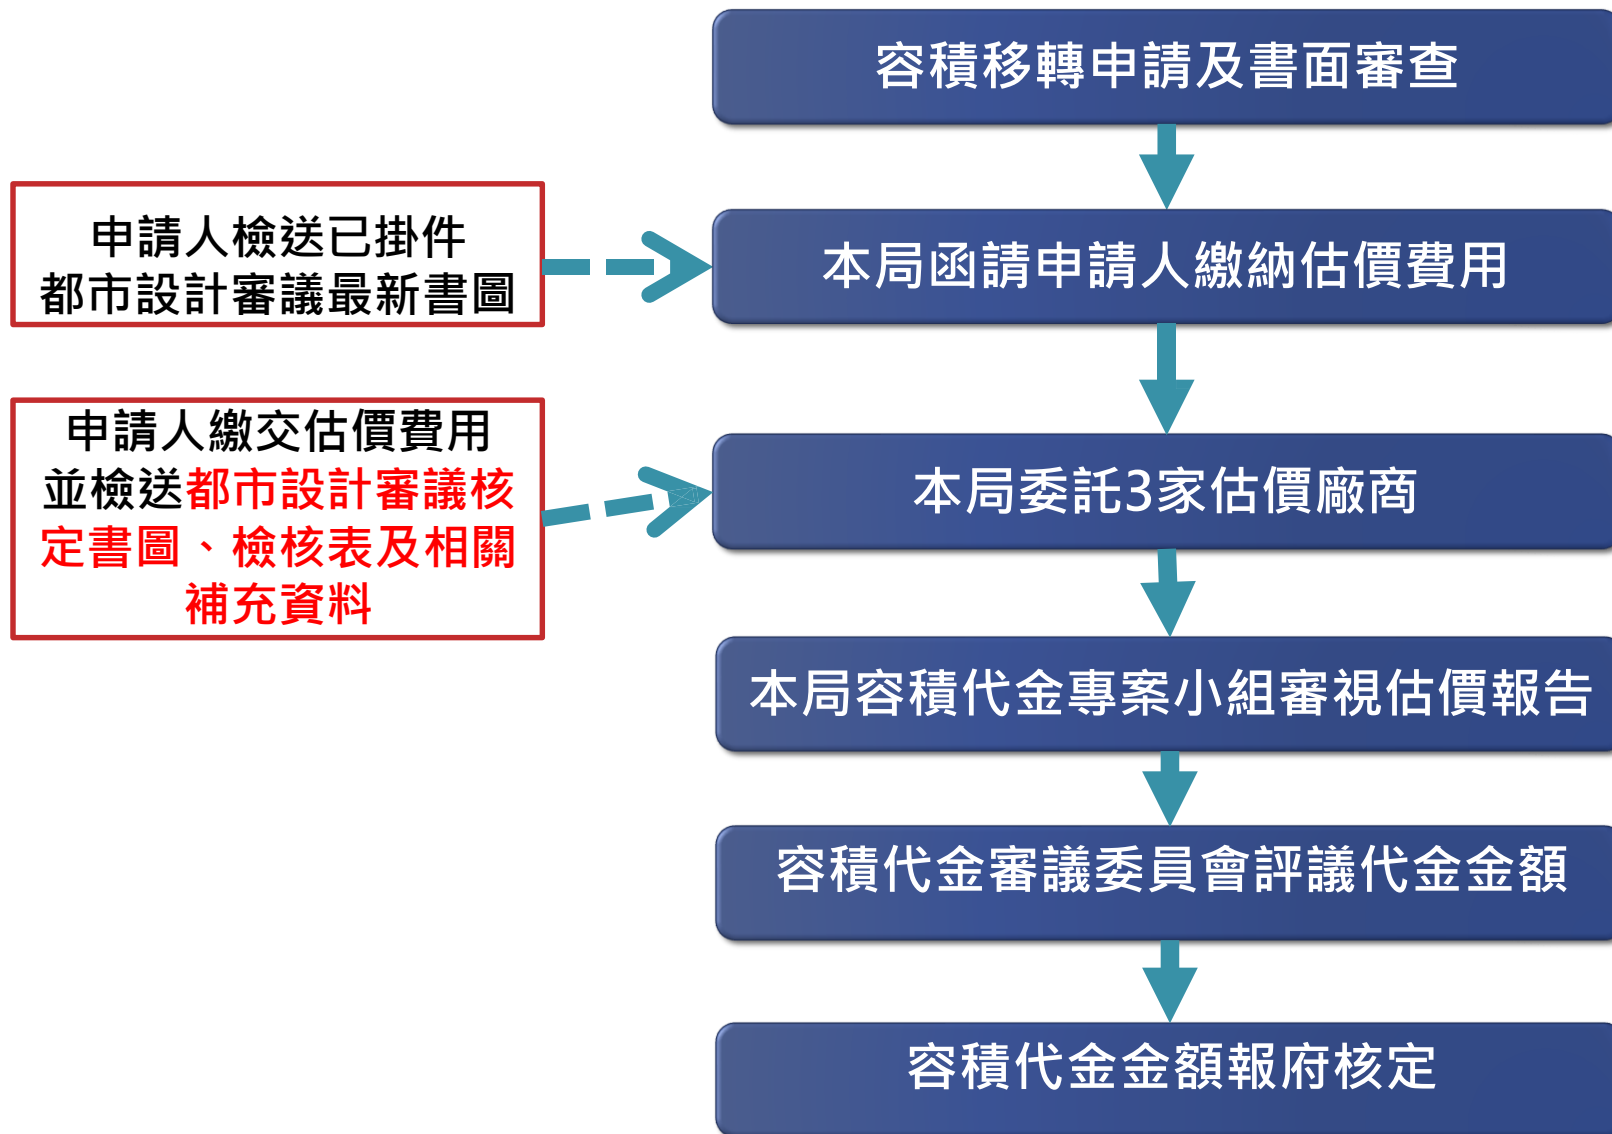 容積移轉申請及書面審查
申請人檢送已掛件
都市設計審議最新書圖
本局函請申請人繳納估價費用
申請人繳交估價費用
並檢送都市設計審議核
定書圖、檢核表及相關
補充資料
本局委託3家估價廠商
本局容積代金專案小組審視估價報告
容積代金審議委員會評議代金金額
容積代金金額報府核定